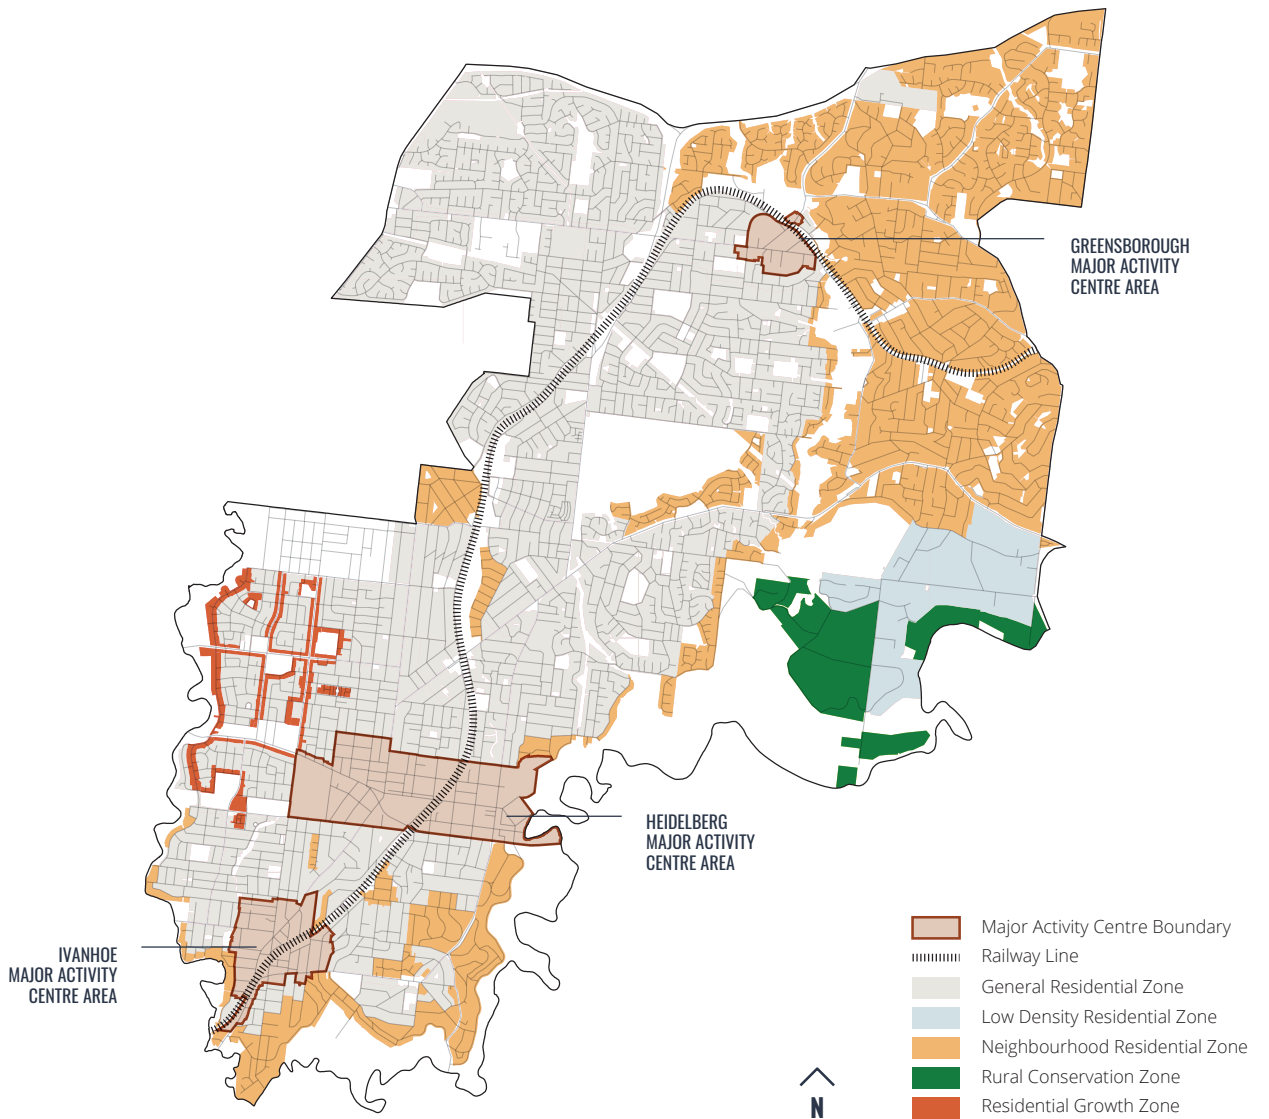 GREENSBOROUGH
MAJOR ACTIVITY
CENTRE AREA
HEIDELBERG
MAJOR ACTIVITY
CENTRE AREA
IVANHOE
MAJOR ACTIVITY
CENTRE AREA
Major Activity Centre Boundary
Railway Line
General Residential Zone
Low Density Residential Zone
Neighbourhood Residential Zone
Rural Conservation Zone
Residential Growth Zone
N